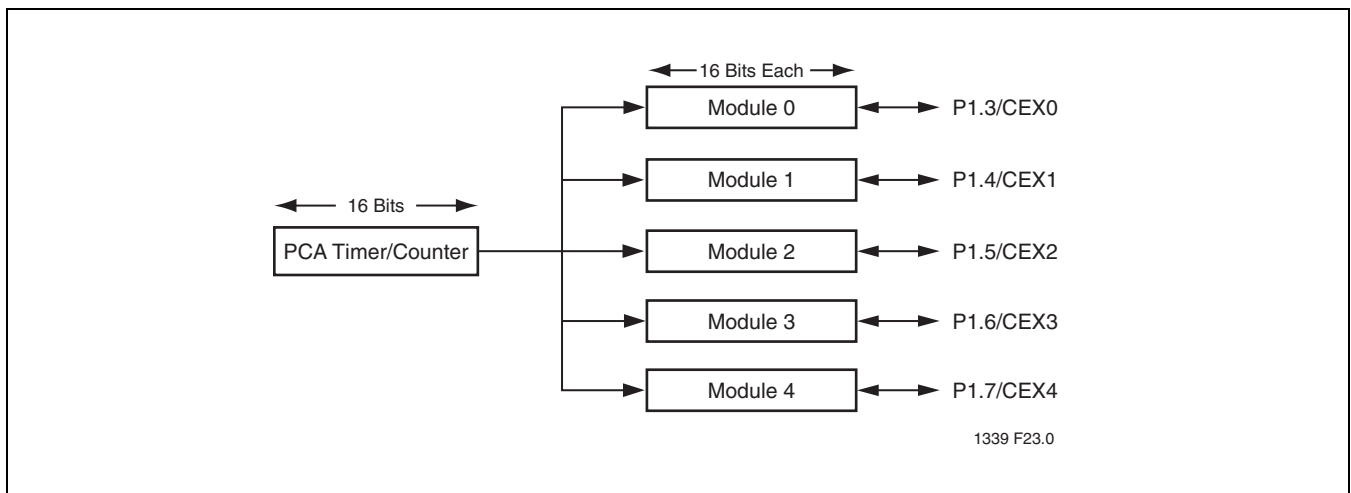 16 Bits Each
Module 0
P1.3/CEX0
Module 1
P1.4/CEX1
16 Bits
PCA Timer/Counter
Module 2
P1.5/CEX2
Module 3
P1.6/CEX3
Module 4
P1.7/CEX4
1339 F23.0